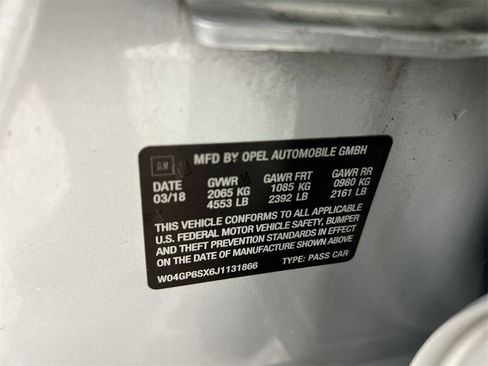 GM
MFD BY OPEL AUTOMOBILE GMBH
DATE GVWR GAWR FRT GAWR RR
03/18 2065 KG 1085 KG 0980 KG
4553 LB 2392 LB 2161 LB
THIS VEHICLE CONFORMS TO ALL APPLICABLE
U.S. FEDERAL MOTOR VEHICLE SAFETY, BUMPER
AND THEFT PREVENTION STANDARDS IN EFFECT
ON THE DATE OF MANUFACTURE SHOWN ABOVE.
W04GP6SX6J1131866 TYPE: PASS CAR